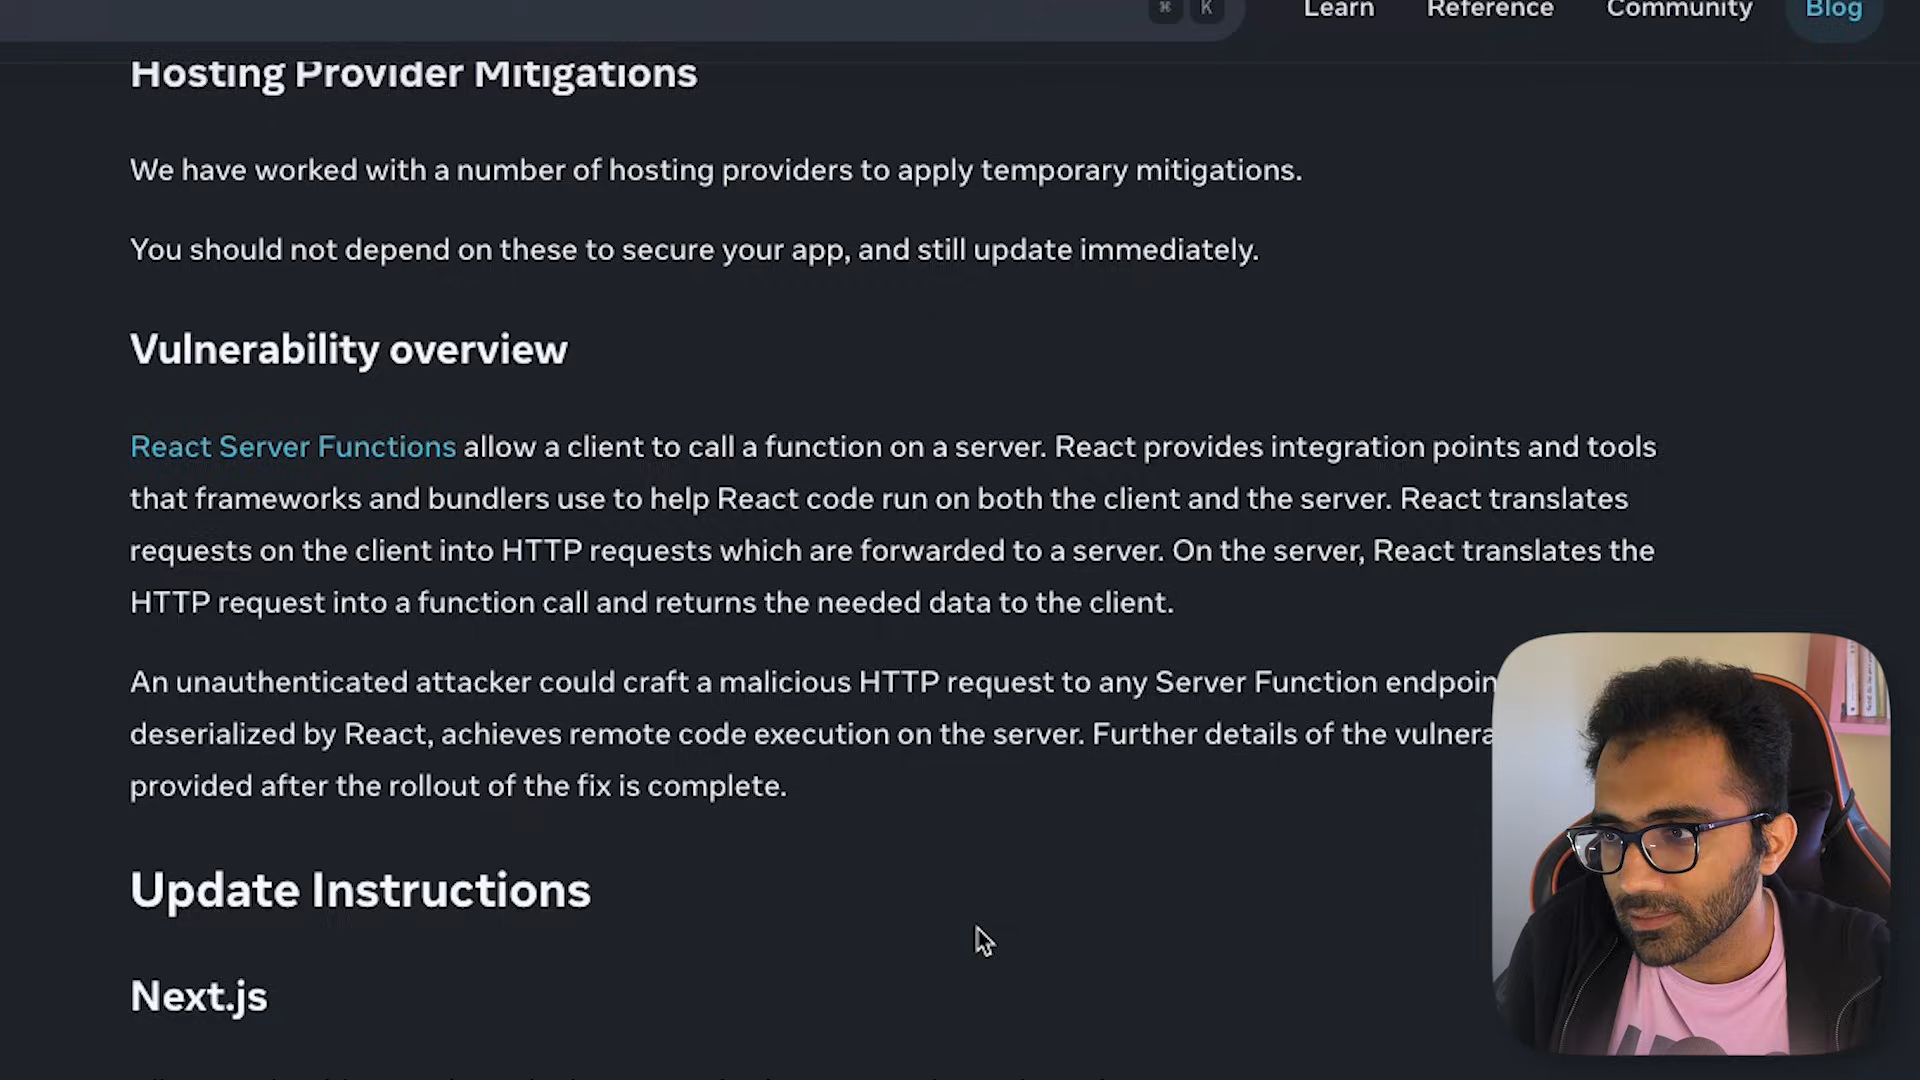 ⌘ K Learn Reference Community Blog
Hosting Provider Mitigations
We have worked with a number of hosting providers to apply temporary mitigations.
You should not depend on these to secure your app, and still update immediately.
Vulnerability overview
React Server Functions allow a client to call a function on a server. React provides integration points and tools
that frameworks and bundlers use to help React code run on both the client and the server. React translates
requests on the client into HTTP requests which are forwarded to a server. On the server, React translates the
HTTP request into a function call and returns the needed data to the client.
An unauthenticated attacker could craft a malicious HTTP request to any Server Function endpoin
deserialized by React, achieves remote code execution on the server. Further details of the vulnera
provided after the rollout of the fix is complete.
Update Instructions
Next.js